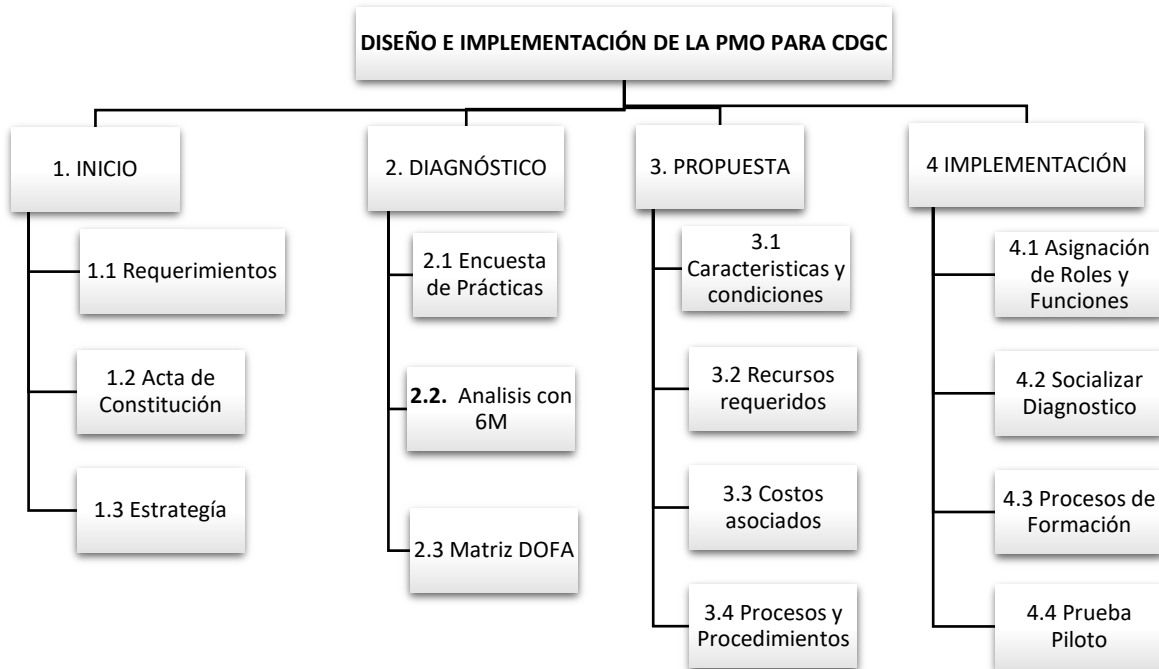 DISEÑO E IMPLEMENTACIÓN DE LA PMO PARA CDGC
1. INICIO
1.1 Requerimientos
1.2 Acta de
Constitución
1.3 Estrategía
2. DIAGNÓSTICO
2.1 Encuesta
de Prácticas
2.2. Analisis con
6M
2.3 Matriz DOFA
3. PROPUESTA
3.1
Caracteristicas y
condiciones
3.2 Recursos
requeridos
3.3 Costos
asociados
3.4 Procesos y
Procedimientos
4 IMPLEMENTACIÓN
4.1 Asignación
de Roles y
Funciones
4.2 Socializar
Diagnostico
4.3 Procesos de
Formación
4.4 Prueba
Piloto